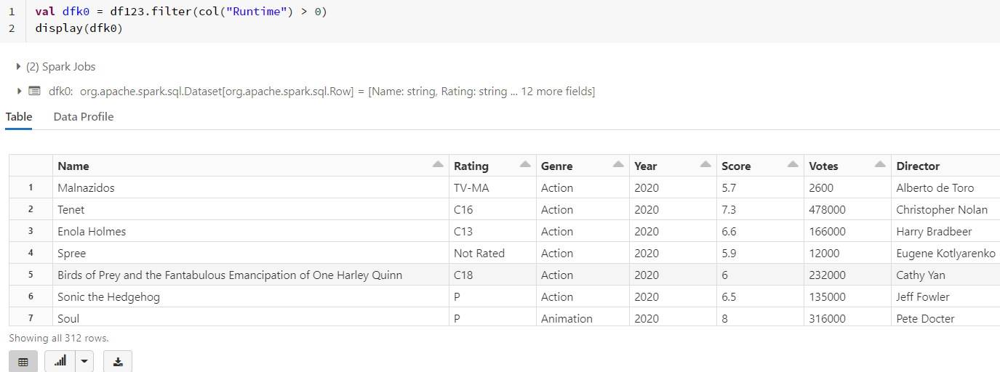 1 val dfk0 = df123.filter(col("Runtime") > 0)
2 display(dfk0)
(2) Spark Jobs
dfk0: org.apache.spark.sql.Dataset[org.apache.spark.sql.Row] = [Name: string, Rating: string ... 12 more fields]
Table Data Profile
Name Rating Genre Year Score Votes Director
1 Malnazidos TV-MA Action 2020 5.7 2600 Alberto de Toro
2 Tenet C16 Action 2020 7.3 478000 Christopher Nolan
3 Enola Holmes C13 Action 2020 6.6 166000 Harry Bradbeer
4 Spree Not Rated Action 2020 5.9 12000 Eugene Kotlyarenko
5 Birds of Prey and the Fantabulous Emancipation of One Harley Quinn C18 Action 2020 6 232000 Cathy Yan
6 Sonic the Hedgehog P Action 2020 6.5 135000 Jeff Fowler
7 Soul P Animation 2020 8 316000 Pete Docter
Showing all 312 rows.